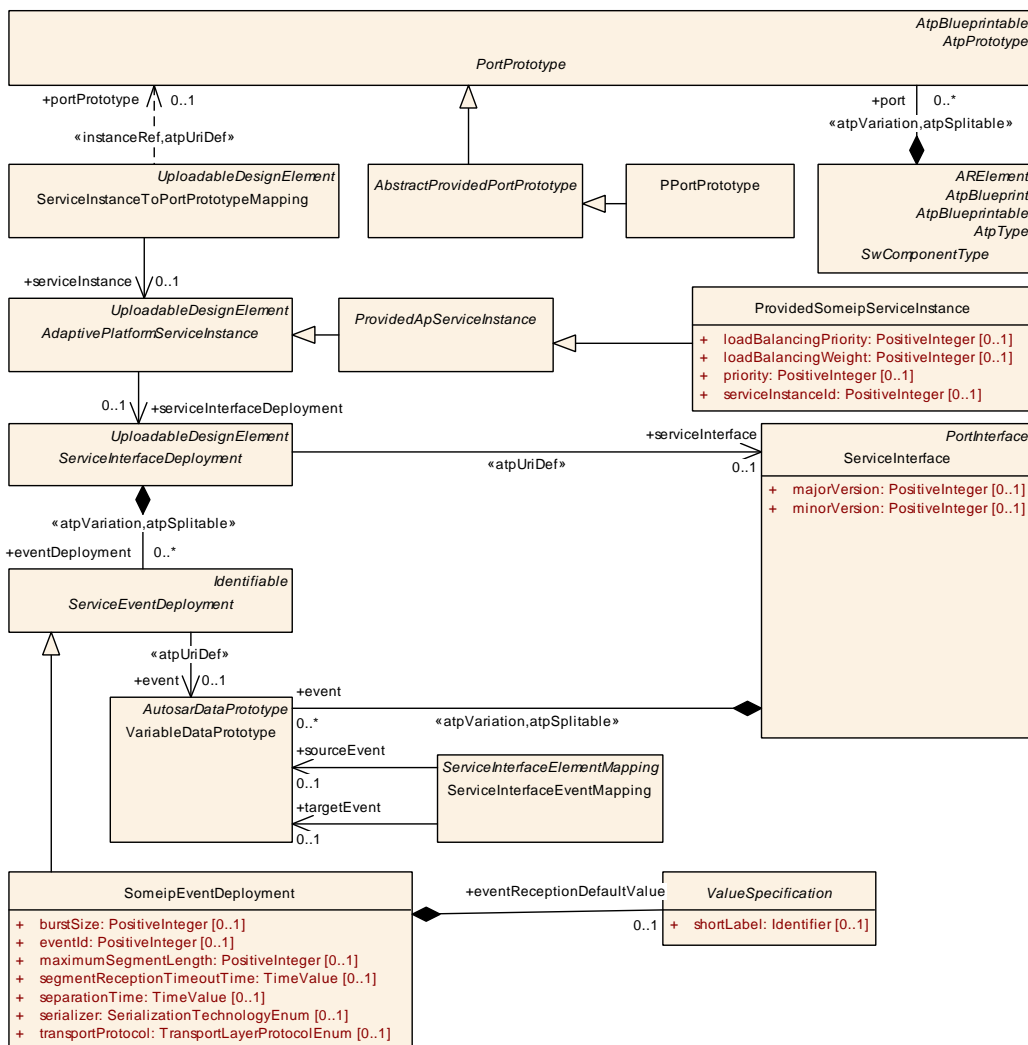 AtpBlueprintable
AtpPrototype
PortPrototype
+portPrototype
0..1
+port
0..*
«instanceRef,atpUriDef»
«atpVariation,atpSplitable»
UploadableDesignElement
ServiceInstanceToPortPrototypeMapping
AbstractProvidedPortPrototype
PPortPrototype
ARElement
AtpBlueprint
AtpBlueprintable
AtpType
SwComponentType
+serviceInstance
0..1
UploadableDesignElement
AdaptivePlatformServiceInstance
ProvidedApServiceInstance
ProvidedSomeipServiceInstance
+ loadBalancingPriority: PositiveInteger [0..1]
+ loadBalancingWeight: PositiveInteger [0..1]
+ priority: PositiveInteger [0..1]
+ serviceInstanceId: PositiveInteger [0..1]
0..1
+serviceInterfaceDeployment
UploadableDesignElement
ServiceInterfaceDeployment
+serviceInterface
«atpUriDef»
0..1
PortInterface
ServiceInterface
+ majorVersion: PositiveInteger [0..1]
+ minorVersion: PositiveInteger [0..1]
«atpVariation,atpSplitable»
+eventDeployment
0..*
Identifiable
ServiceEventDeployment
«atpUriDef»
+event
0..1
AutosarDataPrototype
VariableDataPrototype
+event
0..*
«atpVariation,atpSplitable»
+sourceEvent
0..1
+targetEvent
0..1
ServiceInterfaceElementMapping
ServiceInterfaceEventMapping
SomeipEventDeployment
+ burstSize: PositiveInteger [0..1]
+ eventId: PositiveInteger [0..1]
+ maximumSegmentLength: PositiveInteger [0..1]
+ segmentReceptionTimeoutTime: TimeValue [0..1]
+ separationTime: TimeValue [0..1]
+ serializer: SerializationTechnologyEnum [0..1]
+ transportProtocol: TransportLayerProtocolEnum [0..1]
+eventReceptionDefaultValue
0..1
ValueSpecification
+ shortLabel: Identifier [0..1]